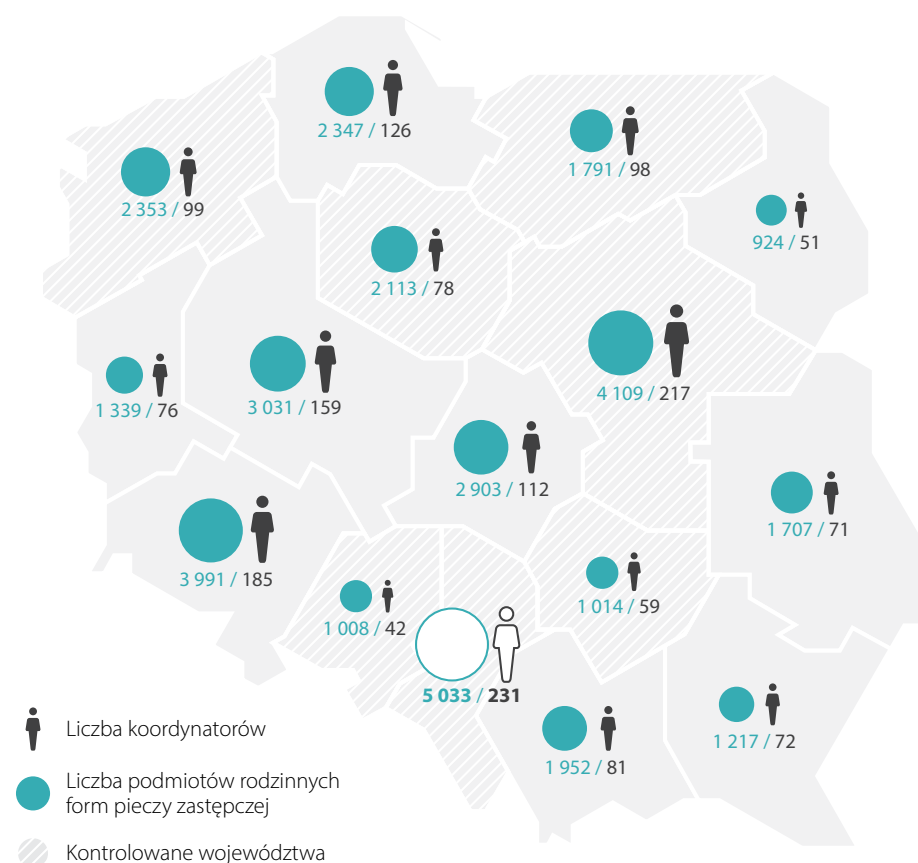 2 347 / 126
1 791 / 98
2 353 / 99
924 / 51
2 113 / 78
4 109 / 217
3 031 / 159
1 339 / 76
2 903 / 112
1 707 / 71
3 991 / 185
1 014 / 59
1 008 / 42
5 033 / 231
1 217 / 72
1 952 / 81
Liczba koordynatorów
Liczba podmiotów rodzinnych
form pieczy zastępczej
Kontrolowane województwa